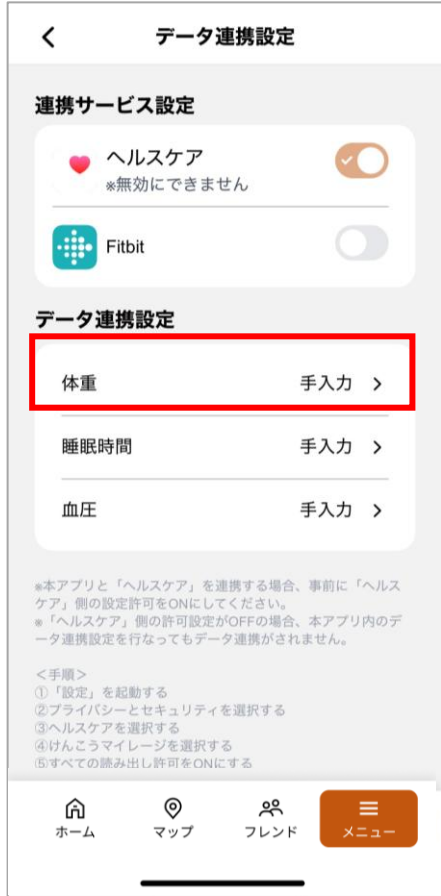 データ連携設定
連携サービス設定
ヘルスケア
※無効にできません
Fitbit
データ連携設定
体重 手入力
睡眠時間 手入力
血圧 手入力
※本アプリと「ヘルスケア」を連携する場合、事前に「ヘルス
ケア」側の設定許可をONにしてください。
※「ヘルスケア」側の許可設定がOFFの場合、本アプリ内のデ
ータ連携設定を行なってもデータ連携がされません。
＜手順＞
①「設定」を起動する
②プライバシーとセキュリティを選択する
③ヘルスケアを選択する
④けんこうマイレージを選択する
⑤すべての読み出し許可をONにする
ホーム マップ フレンド メニュー